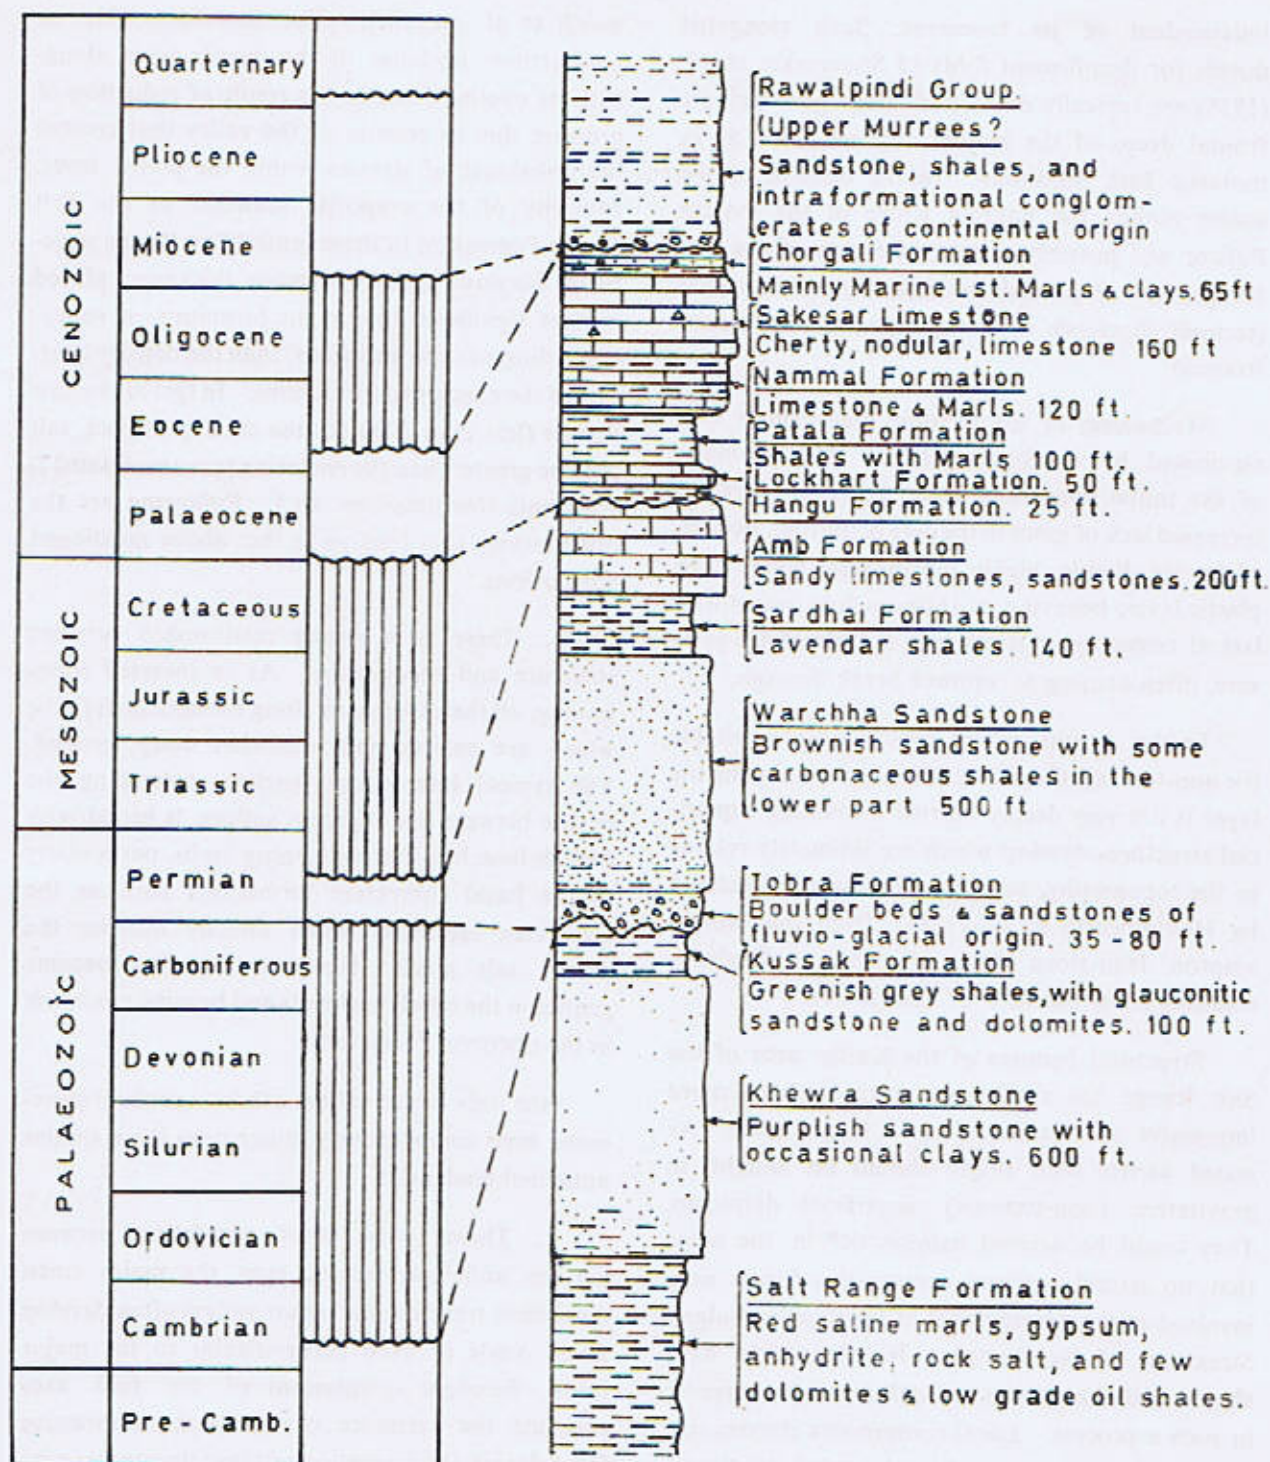 CENOZOIC
Quarternary
Pliocene
Miocene
Oligocene
Eocene
Palaeocene
MESOZOIC
Cretaceous
Jurassic
Triassic
PALAEOZOIC
Permian
Carboniferous
Devonian
Silurian
Ordovician
Cambrian
Pre-Camb.
Rawalpindi Group.
(Upper Murrees?
Sandstone, shales, and
intraformational conglom-
erates of continental origin
Chorgali Formation
Mainly Marine Lst. Marls & clays. 65ft
Sakesar Limestone
Cherty, nodular, limestone 160 ft
Nammal Formation
Limestone & Marls. 120 ft.
Patala Formation
Shales with Marls 100 ft.
Lockhart Formation. 50 ft.
Hangu Formation. 25 ft.
Amb Formation
Sandy limestones, sandstones. 200ft.
Sardhai Formation
Lavendar shales, 140 ft.
Warchha Sandstone
Brownish sandstone with some
carbonaceous shales in the
lower part 500 ft
Tobra Formation
Boulder beds & sandstones of
fluvio-glacial origin. 35-80 ft.
Kussak Formation
Greenish grey shales, with glauconitic
sandstone and dolomites. 100 ft.
Khewra Sandstone
Purplish sandstone with
occasional clays. 600 ft.
Salt Range Formation
Red saline marls, gypsum,
anhydrite, rock salt, and few
dolomites & low grade oil shales.